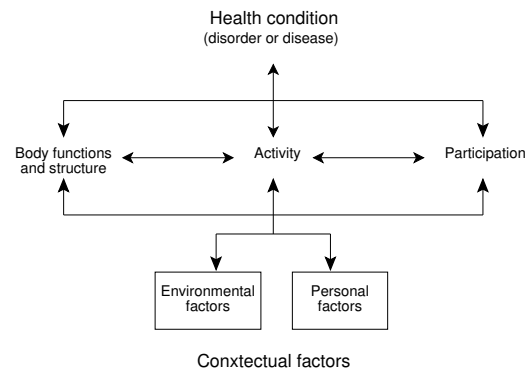 Health condition
(disorder or disease)
Body functions
and structure
Activity
Participation
Environmental
factors
Personal
factors
Conxtectual factors